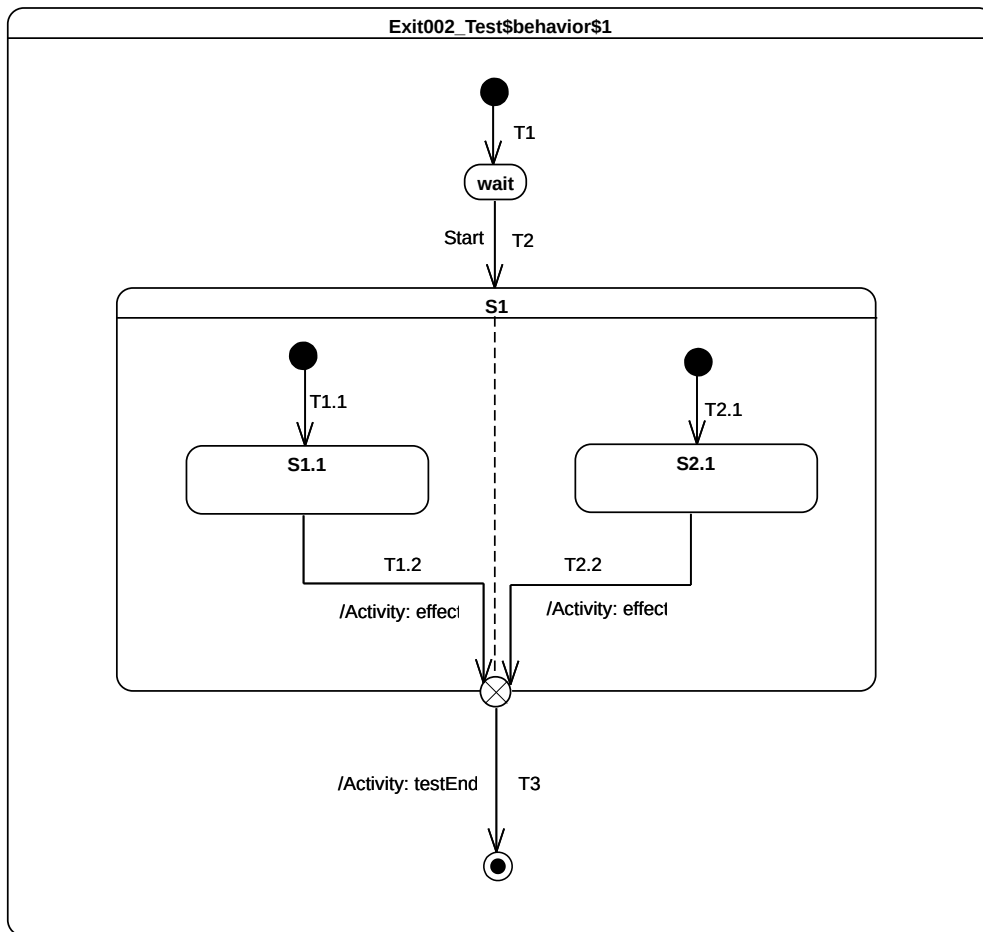 Exit002_Test$behavior$1
T1
wait
Start
T2
S1
T1.1
T2.1
S1.1
S2.1
T1.2
T2.2
/Activity: effect
/Activity: effect
/Activity: testEnd
T3